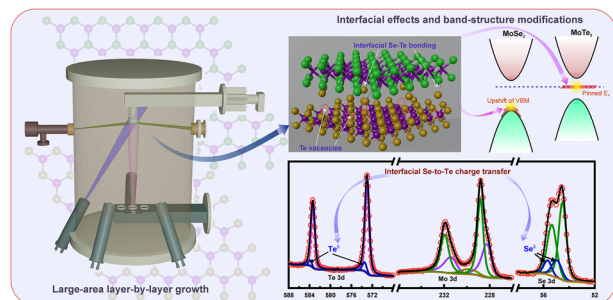 Interfacial effects and band-structure modifications
MoSe₂
MoTe₂
Interfacial Se-Te bonding
Upshift of VBM
Pinned E_F
Te vacancies
Interfacial Se-to-Te charge transfer
Te 3d
Mo 3d
Se 3d
588 584 580 576 572
232 228
56 52
Large-area layer-by-layer growth